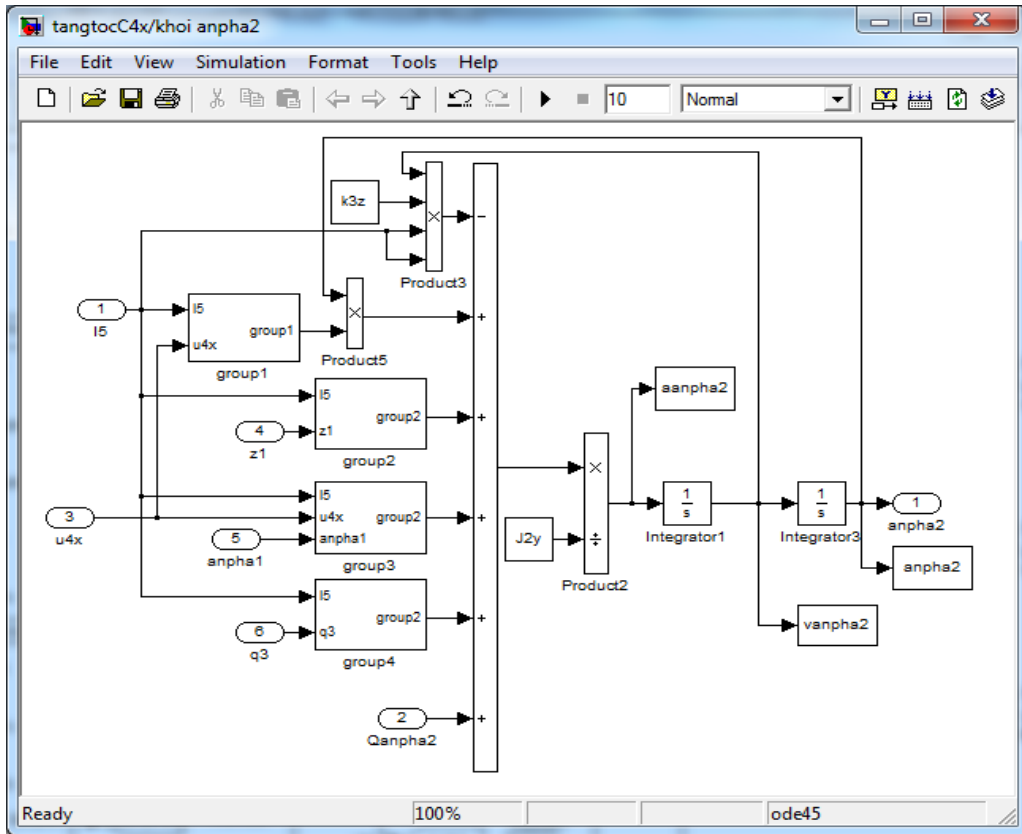 tangtocC4x/khoi anpha2
File Edit View Simulation Format Tools Help
10 Normal
k3z
Product3
1
l5
l5
u4x
group1
group1
Product5
l5
z1
group2
group2
4
z1
l5
u4x
anpha1
group2
group3
3
u4x
5
anpha1
l5
q3
group2
group4
6
q3
2
Qanpha2
J2y
Product2
aanpha2
1
s
Integrator1
1
s
Integrator3
1
anpha2
anpha2
vanpha2
Ready 100% ode45